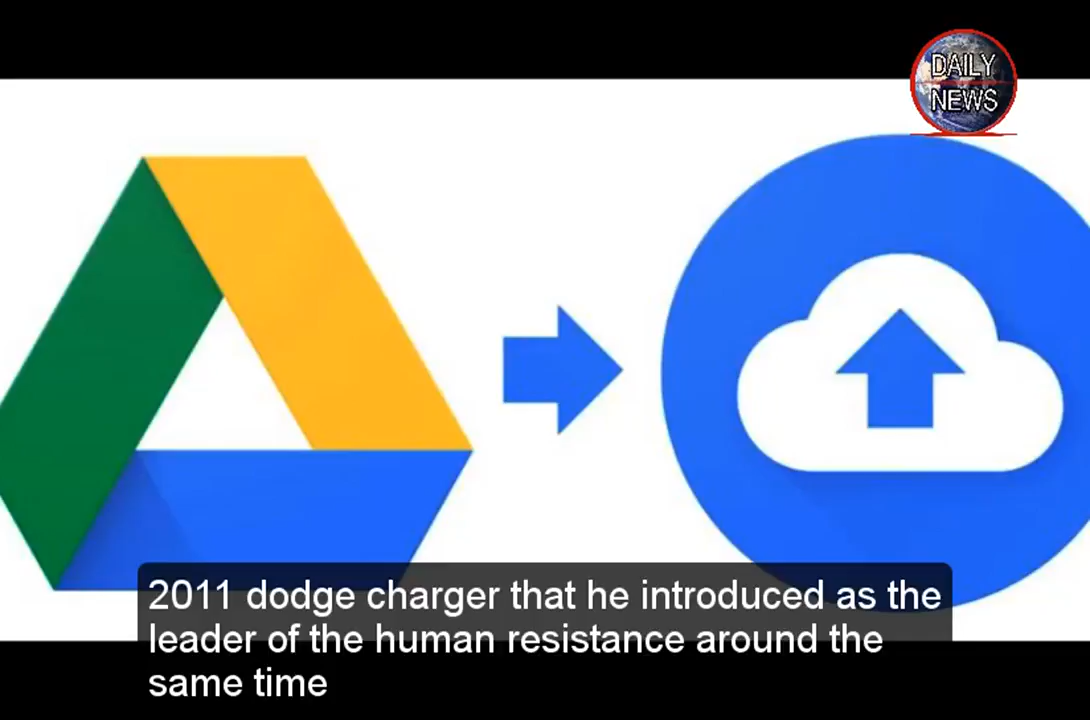 DAILY
NEWS
2011 dodge charger that he introduced as the
leader of the human resistance around the
same time